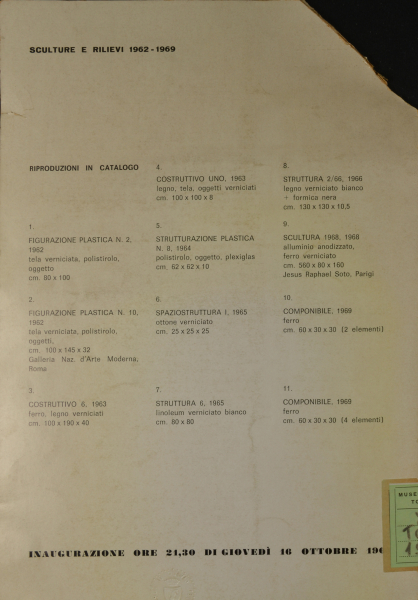 SCULTURE E RILIEVI 1962-1969
RIPRODUZIONI IN CATALOGO
1.
FIGURAZIONE PLASTICA N. 2,
1962
tela verniciata, polistirolo,
oggetto
cm. 80 x 100
2.
FIGURAZIONE PLASTICA N. 10,
1962
tela verniciata, polistirolo,
oggetti,
cm. 100 x 145 x 32
Galleria Naz. d'Arte Moderna,
Roma
3.
COSTRUTTIVO 6, 1963
ferro, legno verniciati
cm. 100 x 190 x 40
4.
COSTRUTTIVO UNO, 1963
legno, tela, oggetti verniciati
cm. 100 x 100 x 8
5.
STRUTTURAZIONE PLASTICA
N. 8, 1964
polistirolo, oggetto, plexiglas
cm. 62 x 62 x 10
6.
SPAZIOSTRUTTURA I, 1965
ottone verniciato
cm. 25 x 25 x 25
7.
STRUTTURA 6, 1965
linoleum verniciato bianco
cm. 80 x 80
8.
STRUTTURA 2/66, 1966
legno verniciato bianco
+ formica nera
cm. 130 x 130 x 10,5
9.
SCULTURA 1968, 1968
alluminio anodizzato,
ferro verniciato
cm. 560 x 80 x 160
Jesus Raphael Soto, Parigi
10.
COMPONIBILE, 1969
ferro
cm. 60 x 30 x 30 (2 elementi)
11.
COMPONIBILE, 1969
ferro
cm. 60 x 30 x 30 (4 elementi)
MUSE
INAUGURAZIONE ORE 21,30 DI GIOVEDÌ 16 OTTOBRE 196